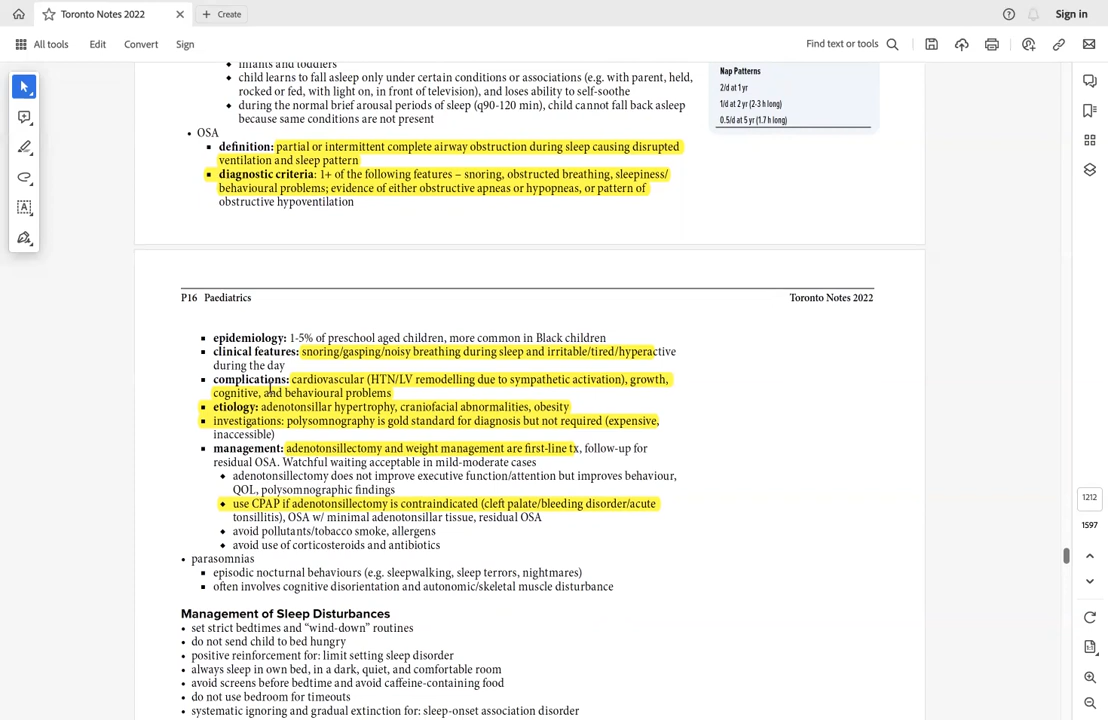 Toronto Notes 2022
Create
Sign in
All tools
Edit
Convert
Sign
Find text or tools
infants and toddlers
◆ child learns to fall asleep only under certain conditions or associations (e.g. with parent, held,
rocked or fed, with light on, in front of television), and loses ability to self-soothe
◆ during the normal brief arousal periods of sleep (q90-120 min), child cannot fall back asleep
because same conditions are not present
Nap Patterns
2/d at 1 yr
1/d at 2 yr (2-3 h long)
0.5/d at 5 yr (1.7 h long)
• OSA
■ definition: partial or intermittent complete airway obstruction during sleep causing disrupted
ventilation and sleep pattern
■ diagnostic criteria: 1+ of the following features – snoring, obstructed breathing, sleepiness/
behavioural problems; evidence of either obstructive apneas or hypopneas, or pattern of
obstructive hypoventilation
P16 Paediatrics
Toronto Notes 2022
■ epidemiology: 1-5% of preschool aged children, more common in Black children
■ clinical features: snoring/gasping/noisy breathing during sleep and irritable/tired/hyperactive
during the day
■ complications: cardiovascular (HTN/LV remodelling due to sympathetic activation), growth,
cognitive, and behavioural problems
■ etiology: adenotonsillar hypertrophy, craniofacial abnormalities, obesity
■ investigations: polysomnography is gold standard for diagnosis but not required (expensive,
inaccessible)
■ management: adenotonsillectomy and weight management are first-line tx, follow-up for
residual OSA. Watchful waiting acceptable in mild-moderate cases
◆ adenotonsillectomy does not improve executive function/attention but improves behaviour,
QOL, polysomnographic findings
◆ use CPAP if adenotonsillectomy is contraindicated (cleft palate/bleeding disorder/acute
tonsillitis), OSA w/ minimal adenotonsillar tissue, residual OSA
◆ avoid pollutants/tobacco smoke, allergens
◆ avoid use of corticosteroids and antibiotics
• parasomnias
■ episodic nocturnal behaviours (e.g. sleepwalking, sleep terrors, nightmares)
■ often involves cognitive disorientation and autonomic/skeletal muscle disturbance
Management of Sleep Disturbances
• set strict bedtimes and “wind-down” routines
• do not send child to bed hungry
• positive reinforcement for: limit setting sleep disorder
• always sleep in own bed, in a dark, quiet, and comfortable room
• avoid screens before bedtime and avoid caffeine-containing food
• do not use bedroom for timeouts
• systematic ignoring and gradual extinction for: sleep-onset association disorder
1212
1597